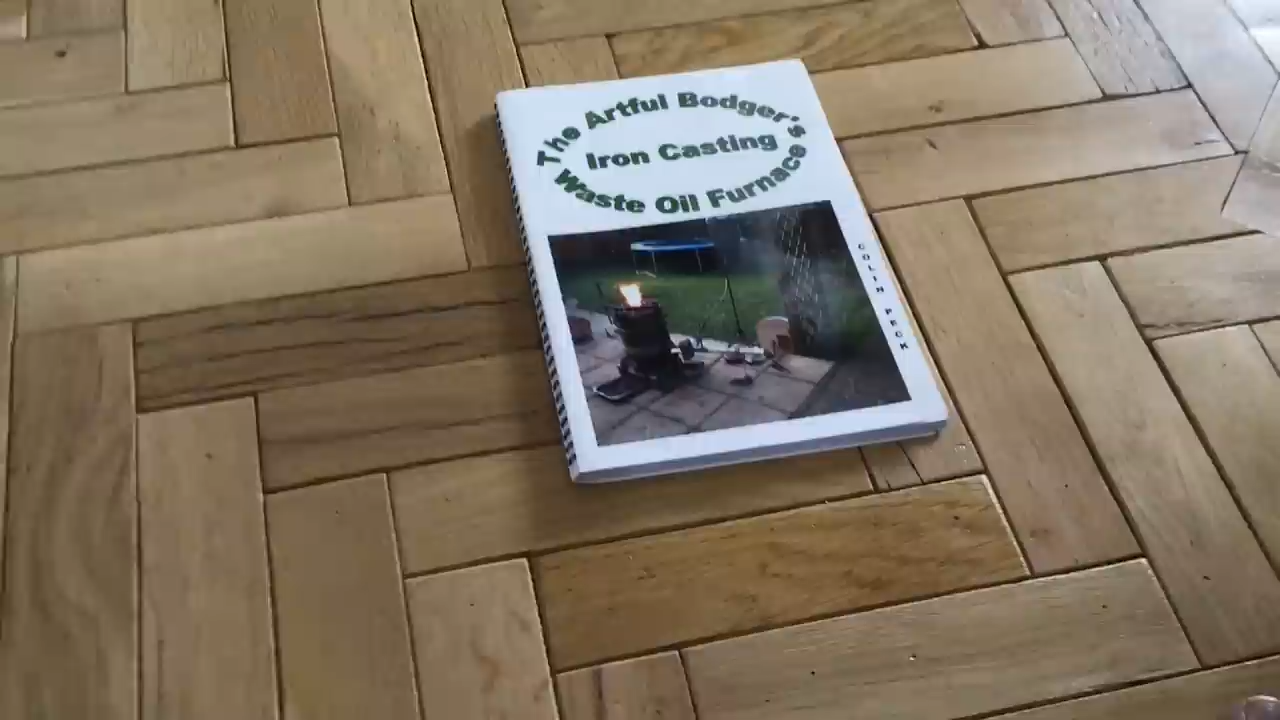 The Artful Bodger's
Iron Casting
Waste Oil Furnace
COLIN PECK